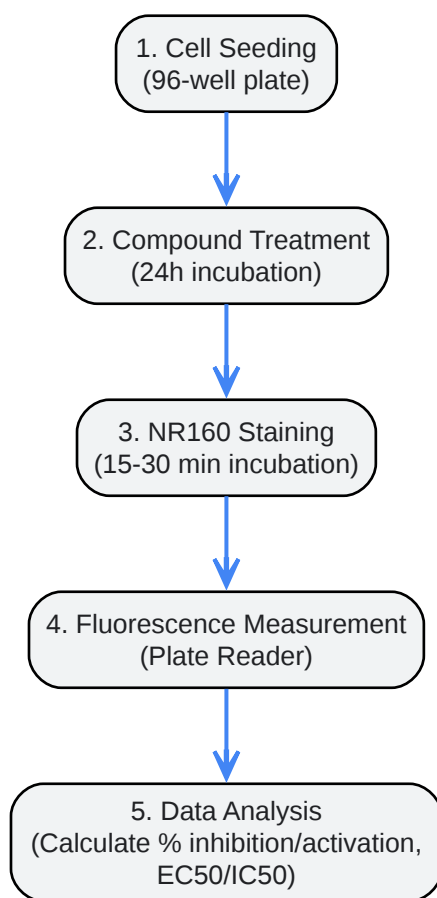 1. Cell Seeding
(96-well plate)
2. Compound Treatment
(24h incubation)
3. NR160 Staining
(15-30 min incubation)
4. Fluorescence Measurement
(Plate Reader)
5. Data Analysis
(Calculate % inhibition/activation,
EC50/IC50)